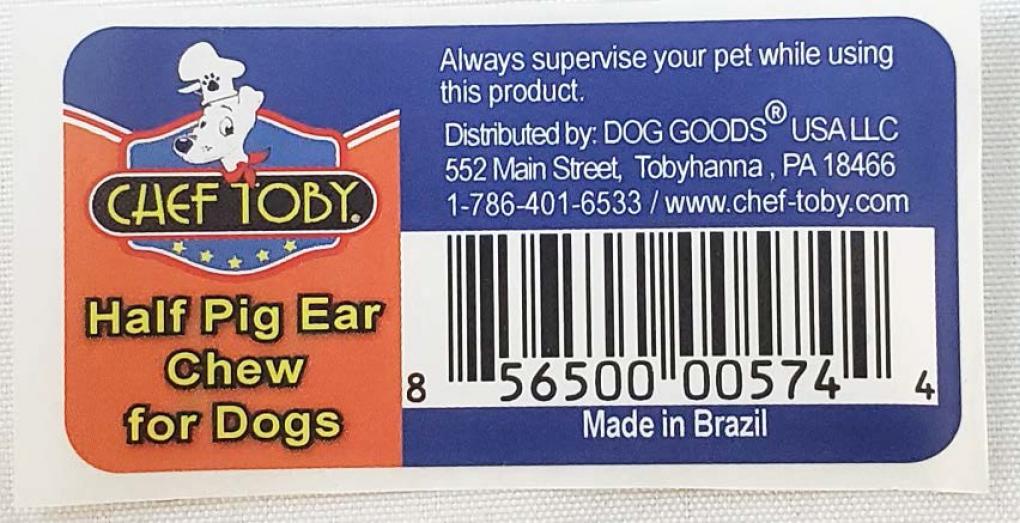 CHEF TOBY®
Half Pig Ear
Chew
for Dogs
Always supervise your pet while using
this product.
Distributed by: DOG GOODS® USA LLC
552 Main Street, Tobyhanna , PA 18466
1-786-401-6533 / www.chef-toby.com
8 56500 00574 4
Made in Brazil